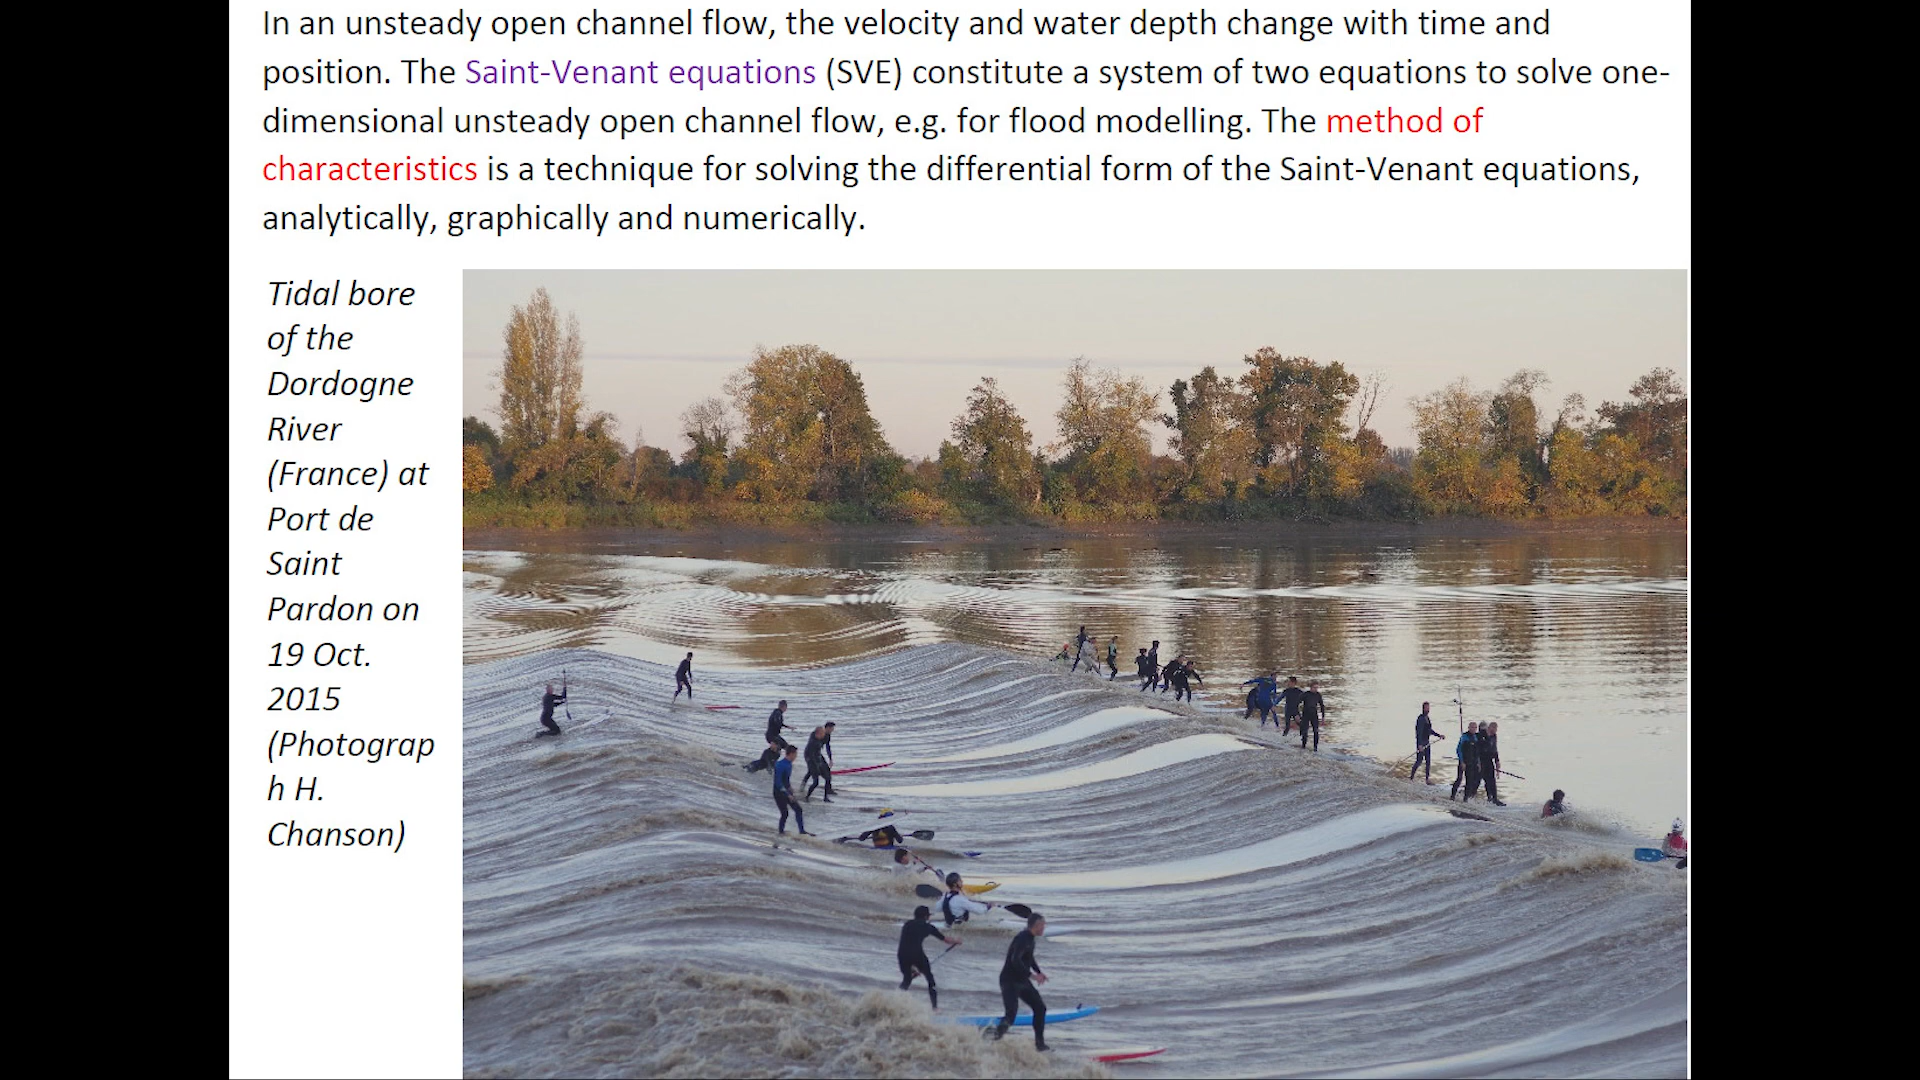 In an unsteady open channel flow, the velocity and water depth change with time and
position. The Saint-Venant equations (SVE) constitute a system of two equations to solve one-
dimensional unsteady open channel flow, e.g. for flood modelling. The method of
characteristics is a technique for solving the differential form of the Saint-Venant equations,
analytically, graphically and numerically.
Tidal bore
of the
Dordogne
River
(France) at
Port de
Saint
Pardon on
19 Oct.
2015
(Photograp
h H.
Chanson)